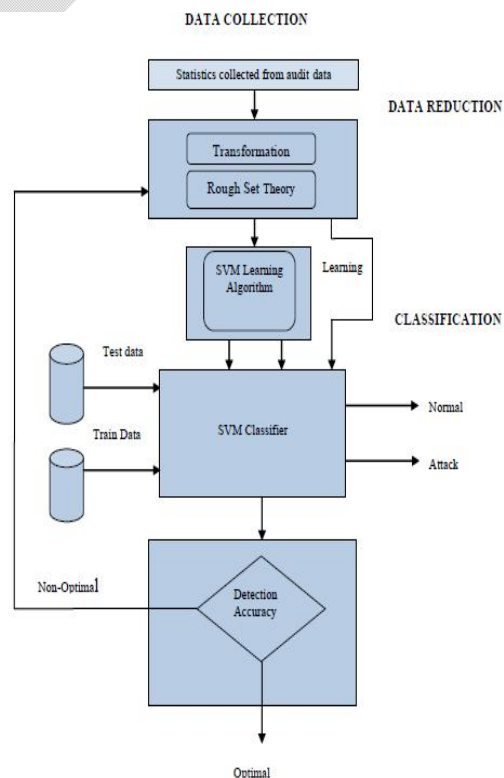 DATA COLLECTION
Statistics collected from audit data
DATA REDUCTION
Transformation
Rough Set Theory
SVM Learning
Algorithm
Learning
CLASSIFICATION
Test data
Normal
SVM Classifier
Train Data
Attack
Non-Optimal
Detection
Accuracy
Optimal